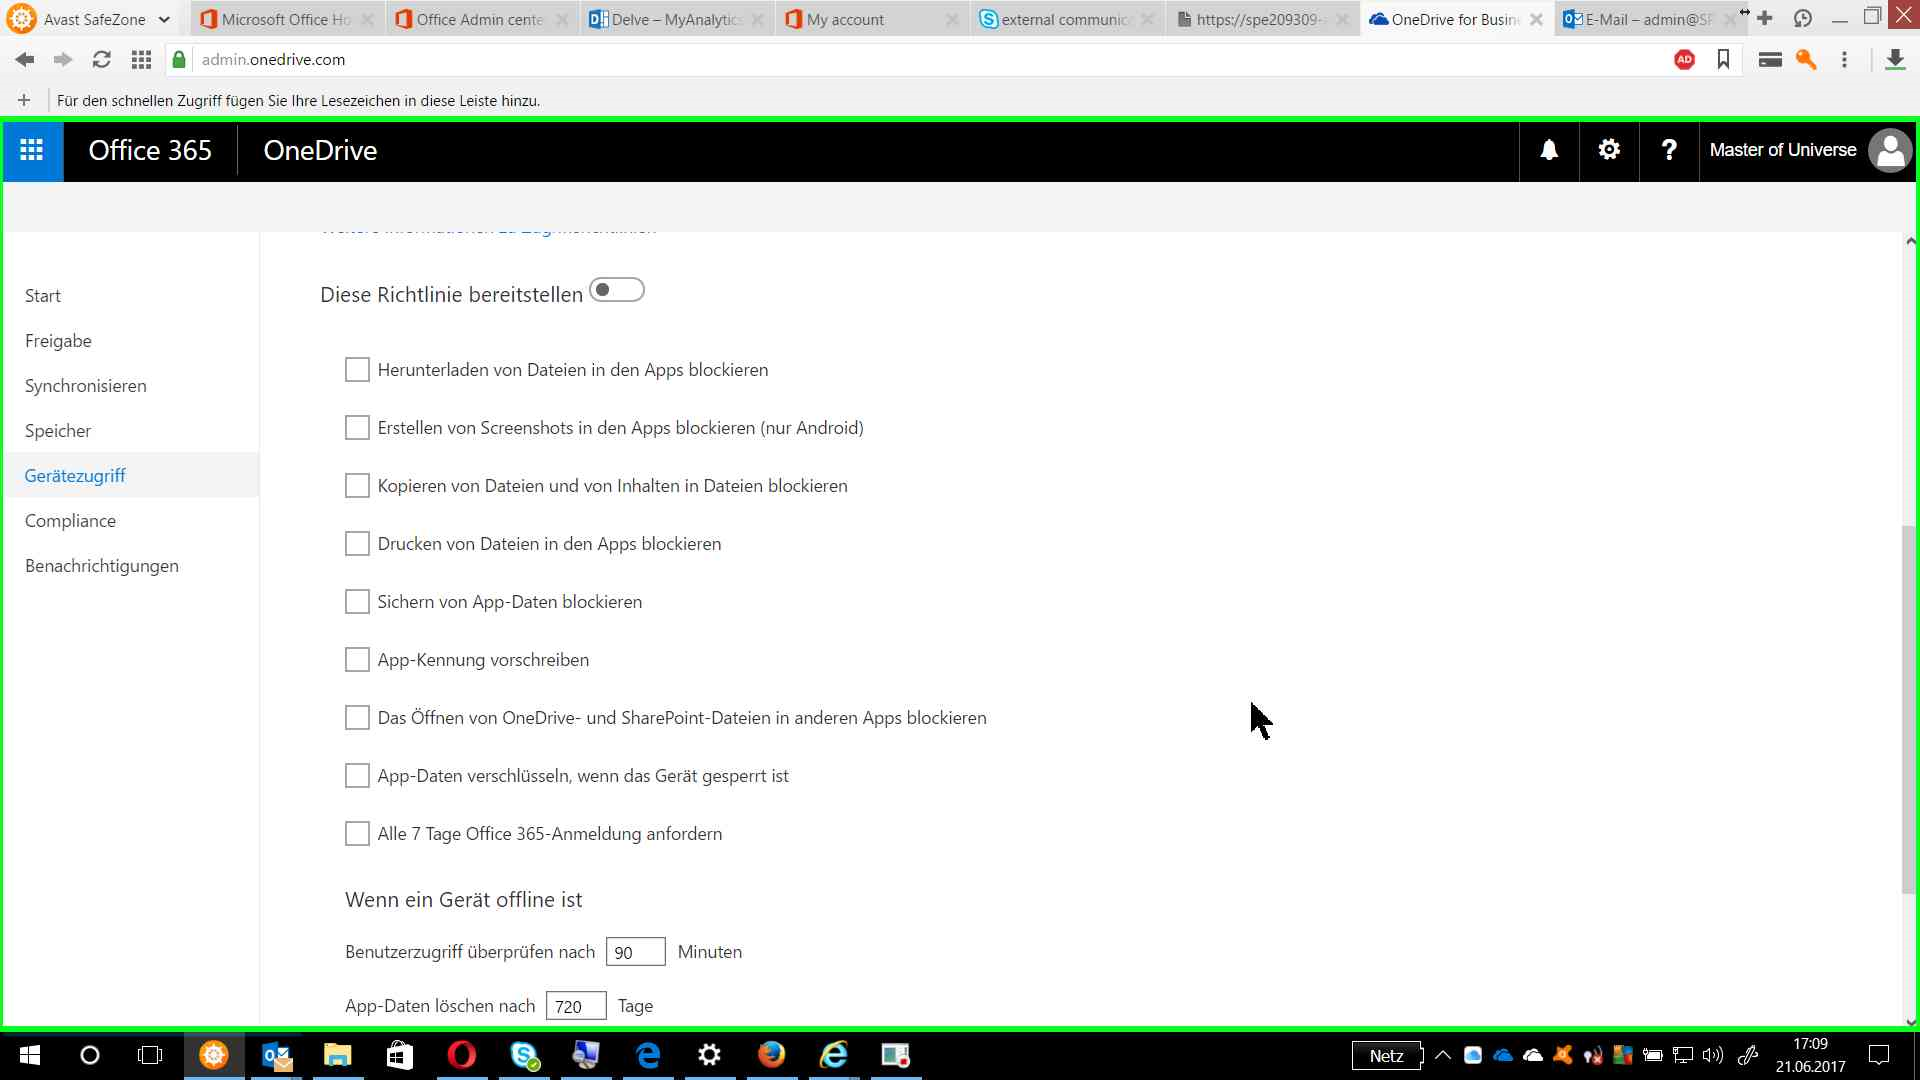 Avast SafeZone
Microsoft Office Ho
Office Admin cente
Delve – MyAnalytics
My account
external communic
https://spe209309-
OneDrive for Busin
E-Mail – admin@SP
admin.onedrive.com
AD
Für den schnellen Zugriff fügen Sie Ihre Lesezeichen in diese Leiste hinzu.
Office 365
OneDrive
?
Master of Universe
Start
Freigabe
Synchronisieren
Speicher
Gerätezugriff
Compliance
Benachrichtigungen
Diese Richtlinie bereitstellen
Herunterladen von Dateien in den Apps blockieren
Erstellen von Screenshots in den Apps blockieren (nur Android)
Kopieren von Dateien und von Inhalten in Dateien blockieren
Drucken von Dateien in den Apps blockieren
Sichern von App-Daten blockieren
App-Kennung vorschreiben
Das Öffnen von OneDrive- und SharePoint-Dateien in anderen Apps blockieren
App-Daten verschlüsseln, wenn das Gerät gesperrt ist
Alle 7 Tage Office 365-Anmeldung anfordern
Wenn ein Gerät offline ist
Benutzerzugriff überprüfen nach 90 Minuten
App-Daten löschen nach 720 Tage
Netz
17:09
21.06.2017